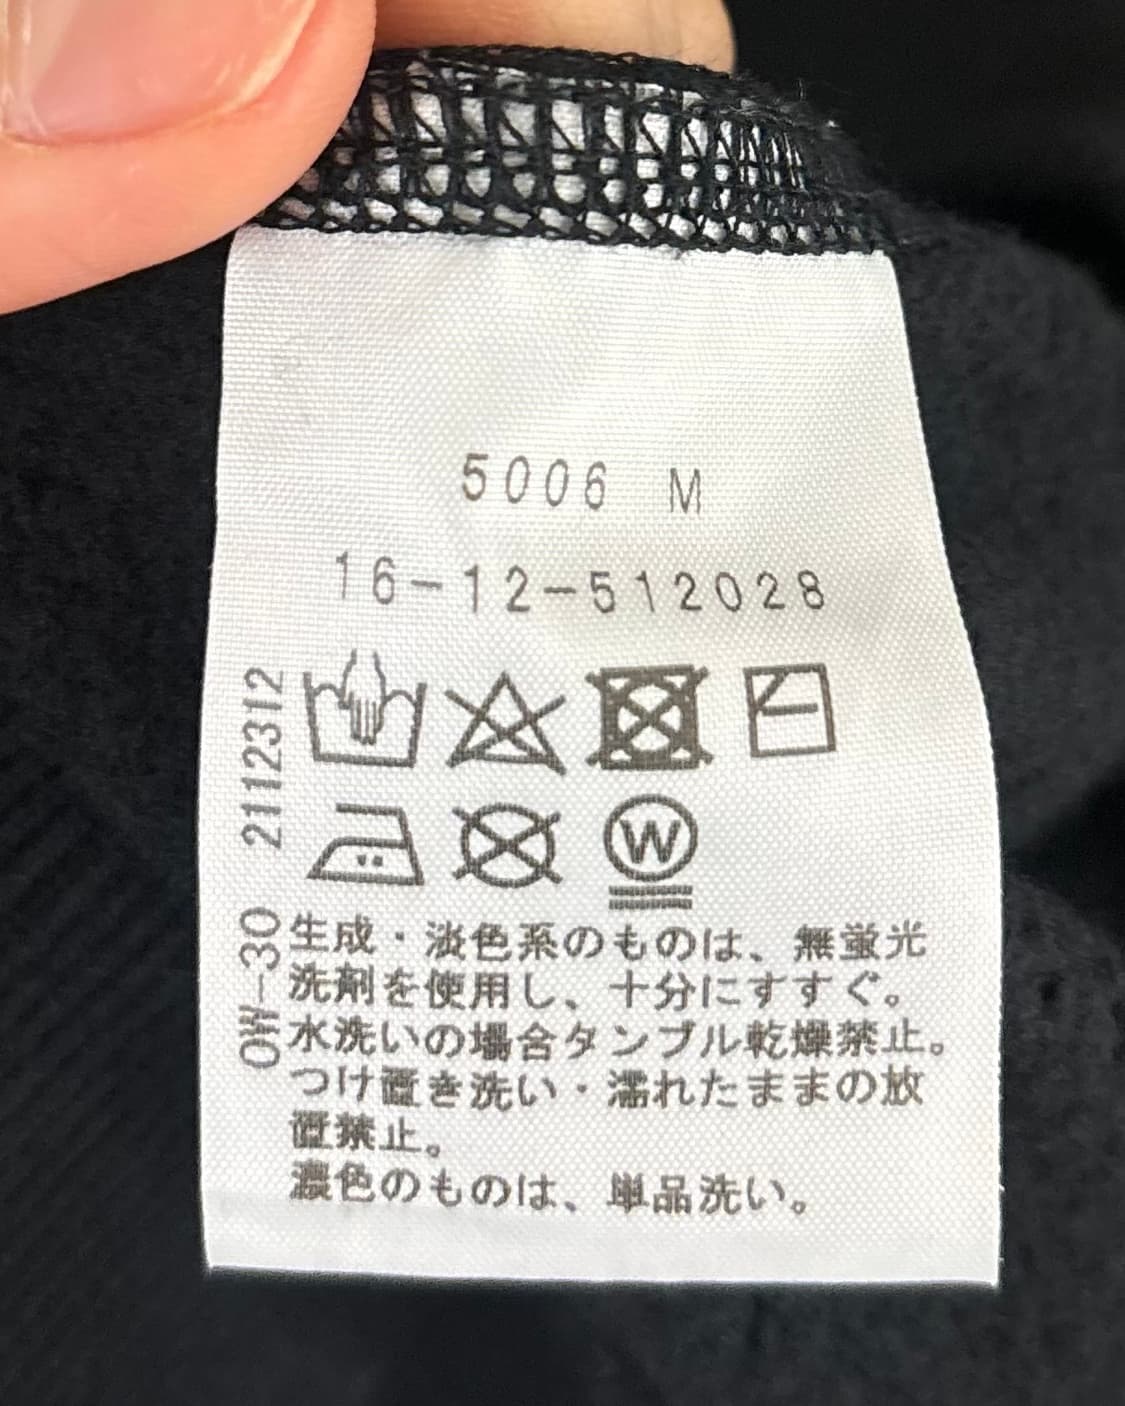 5006 M
16-12-512028
W
OW-30 2112312
生成・淡色系のものは、無蛍光
洗剤を使用し、十分にすすぐ。
水洗いの場合タンブル乾燥禁止。
つけ置き洗い・濡れたままの放
置禁止。
濃色のものは、単品洗い。